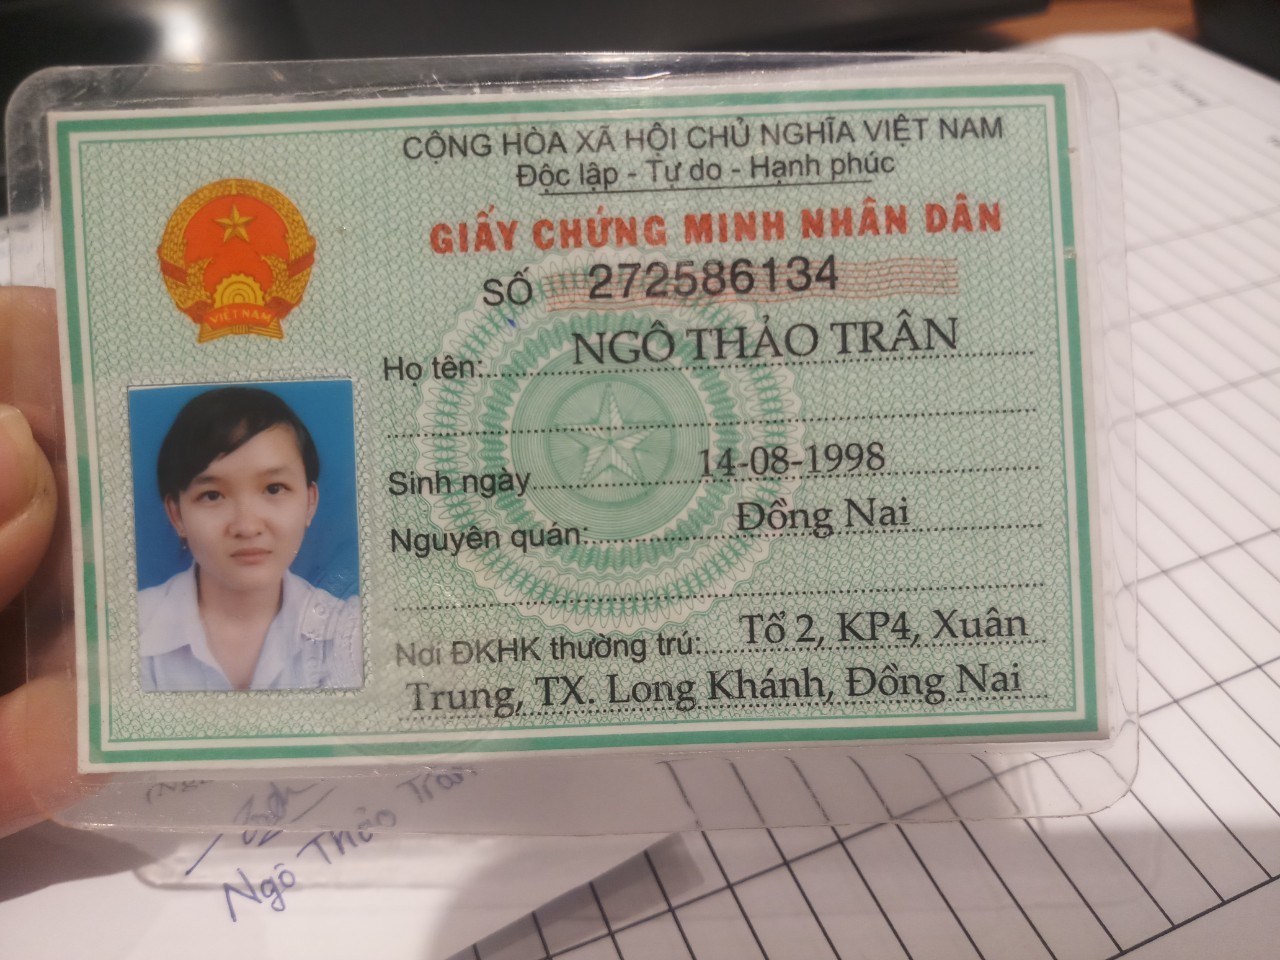 CỘNG HÒA XÃ HỘI CHỦ NGHĨA VIỆT NAM
Độc lập - Tự do - Hạnh phúc
GIẤY CHỨNG MINH NHÂN DÂN
SỐ 272586134
VIỆT NAM
Họ tên: NGÔ THẢO TRÂN
Sinh ngày 14-08-1998
Nguyên quán: Đồng Nai
Nơi ĐKHK thường trú: Tổ 2, KP4, Xuân
Trung, TX. Long Khánh, Đồng Nai
Ngô Thảo Trân